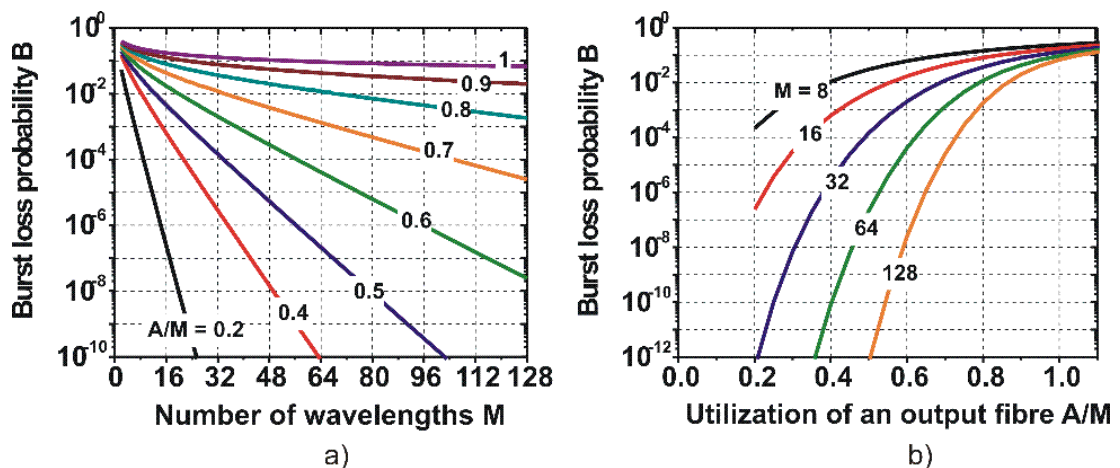 Burst loss probability B
10^0
10^-2
10^-4
10^-6
10^-8
10^-10
1
0.9
0.8
0.7
0.6
0.5
0.4
A/M = 0.2
0 16 32 48 64 80 96 112 128
Number of wavelengths M
a)
Burst loss probability B
10^0
10^-2
10^-4
10^-6
10^-8
10^-10
10^-12
M = 8
16
32
64
128
0.0 0.2 0.4 0.6 0.8 1.0
Utilization of an output fibre A/M
b)